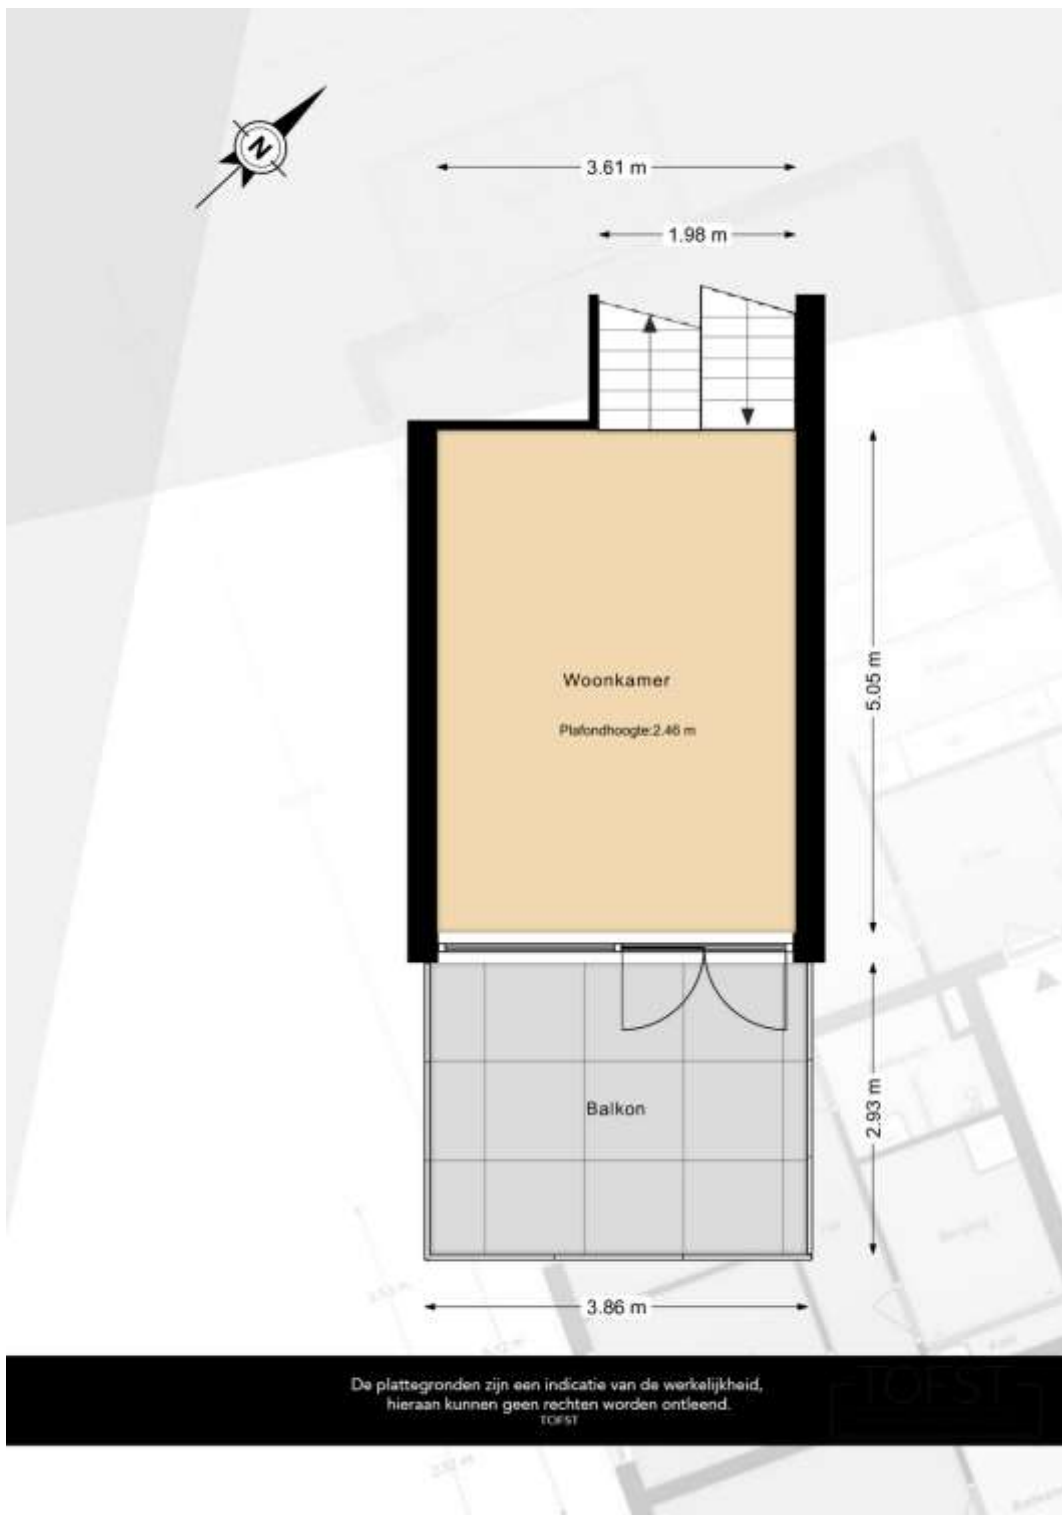 N
3.61 m
1.98 m
5.05 m
Woonkamer
Plafondhoogte:2.46 m
2.93 m
Balkon
3.86 m
De plattegronden zijn een indicatie van de werkelijkheid,
hieraan kunnen geen rechten worden ontleend.
TOFST
TOFST